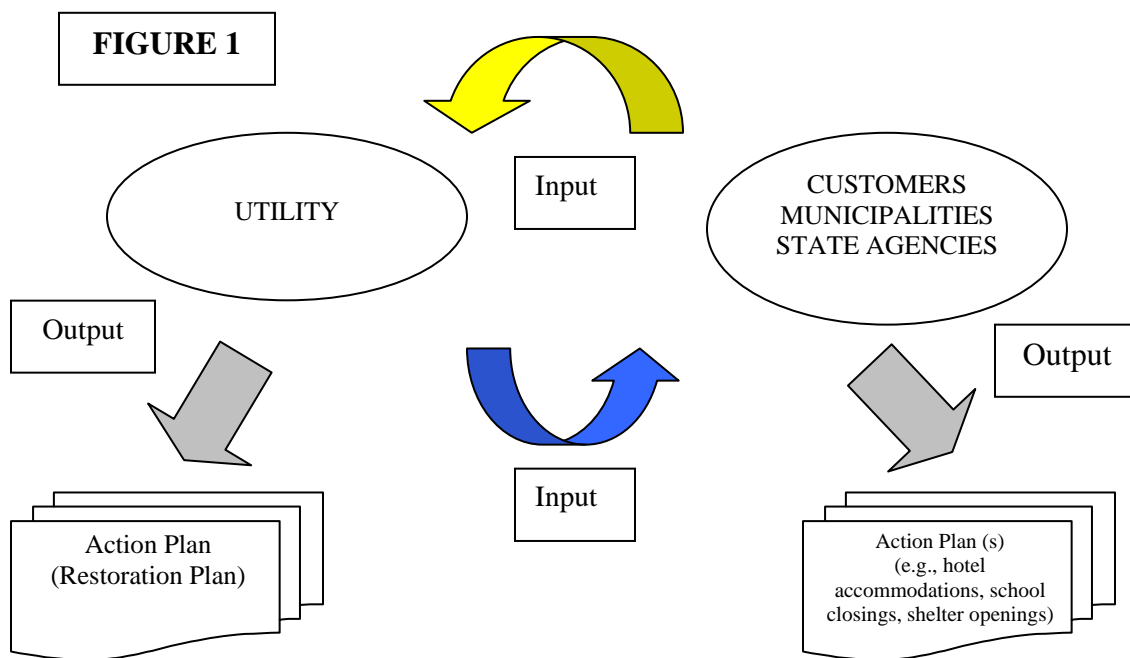 FIGURE 1
Input
UTILITY
CUSTOMERS
MUNICIPALITIES
STATE AGENCIES
Output
Output
Input
Action Plan
(Restoration Plan)
Action Plan (s)
(e.g., hotel
accommodations, school
closings, shelter openings)